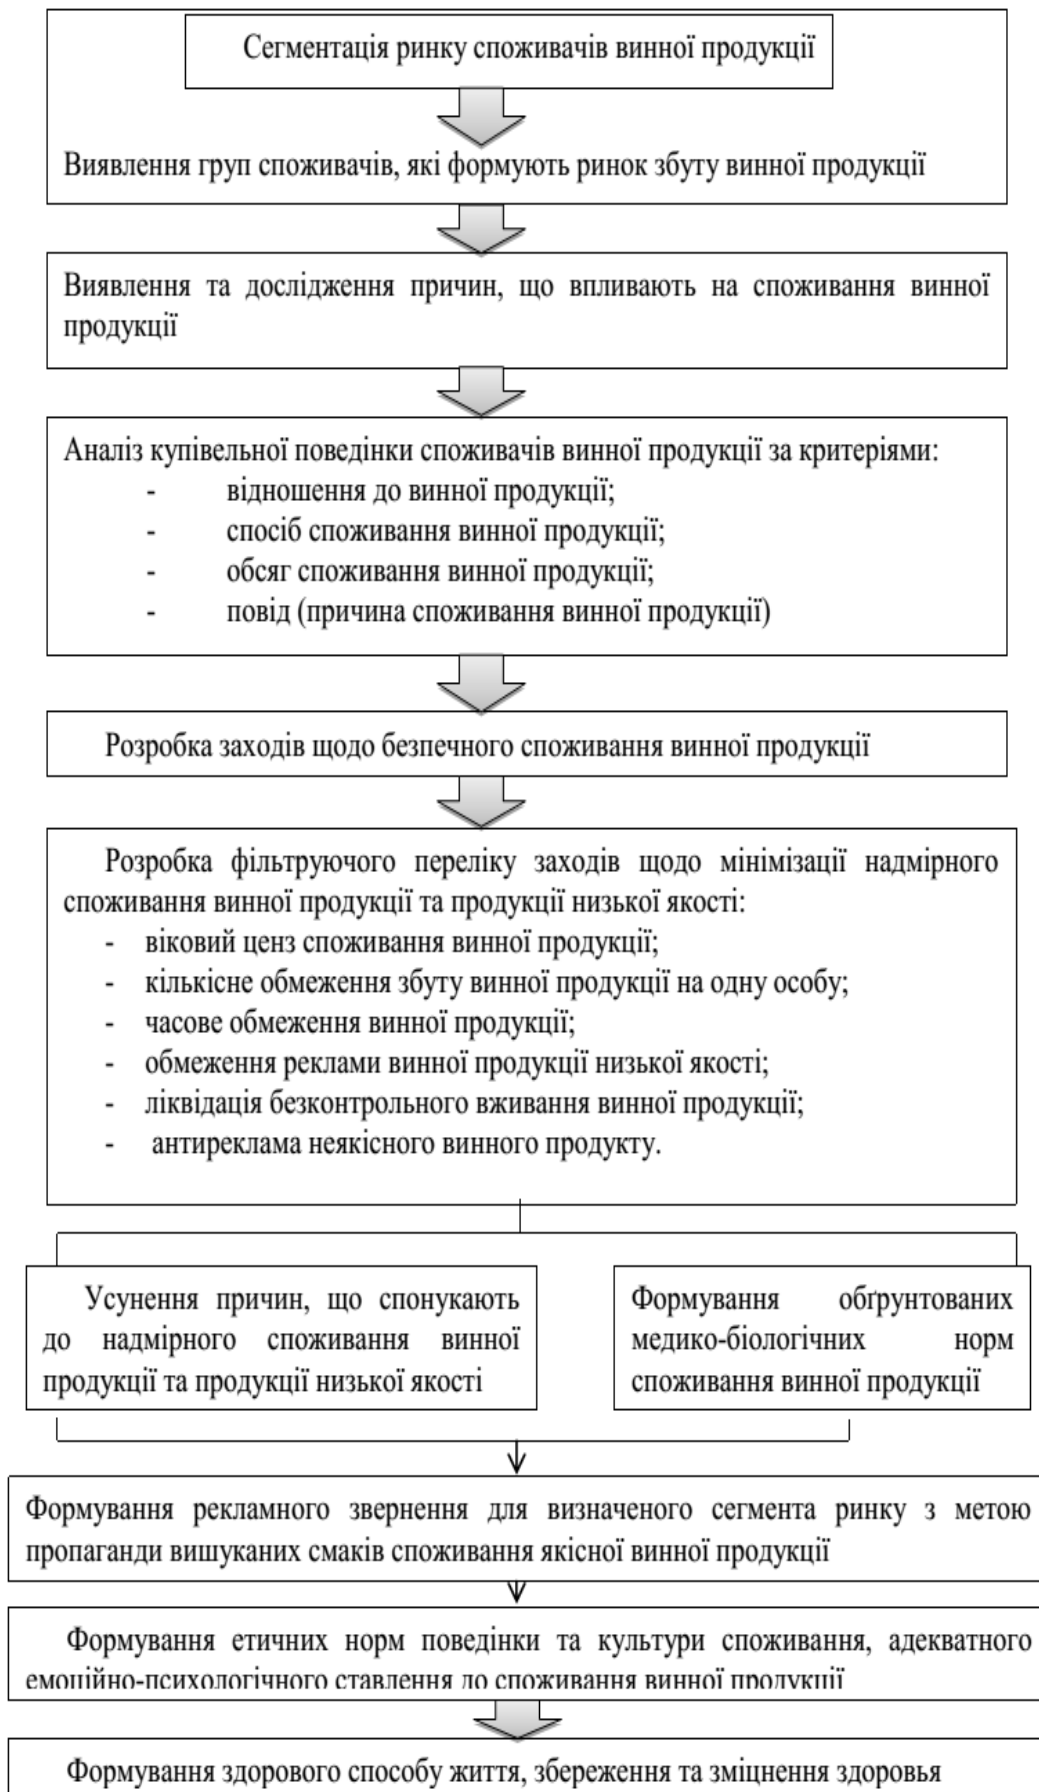 Сегментація ринку споживачів винної продукції
Виявлення груп споживачів, які формують ринок збуту винної продукції
Виявлення та дослідження причин, що впливають на споживання винної
продукції
Аналіз купівельної поведінки споживачів винної продукції за критеріями:
- відношення до винної продукції;
- спосіб споживання винної продукції;
- обсяг споживання винної продукції;
- повід (причина споживання винної продукції)
Розробка заходів щодо безпечного споживання винної продукції
Розробка фільтруючого переліку заходів щодо мінімізації надмірного
споживання винної продукції та продукції низької якості:
- віковий ценз споживання винної продукції;
- кількісне обмеження збуту винної продукції на одну особу;
- часове обмеження винної продукції;
- обмеження реклами винної продукції низької якості;
- ліквідація безконтрольного вживання винної продукції;
- антиреклама неякісного винного продукту.
Усунення причин, що спонукають
до надмірного споживання винної
продукції та продукції низької якості
Формування обґрунтованих
медико-біологічних норм
споживання винної продукції
Формування рекламного звернення для визначеного сегмента ринку з метою
пропаганди вишуканих смаків споживання якісної винної продукції
Формування етичних норм поведінки та культури споживання, адекватного
емоційно-психологічного ставлення до споживання винної продукції
Формування здорового способу життя, збереження та зміцнення здоровья